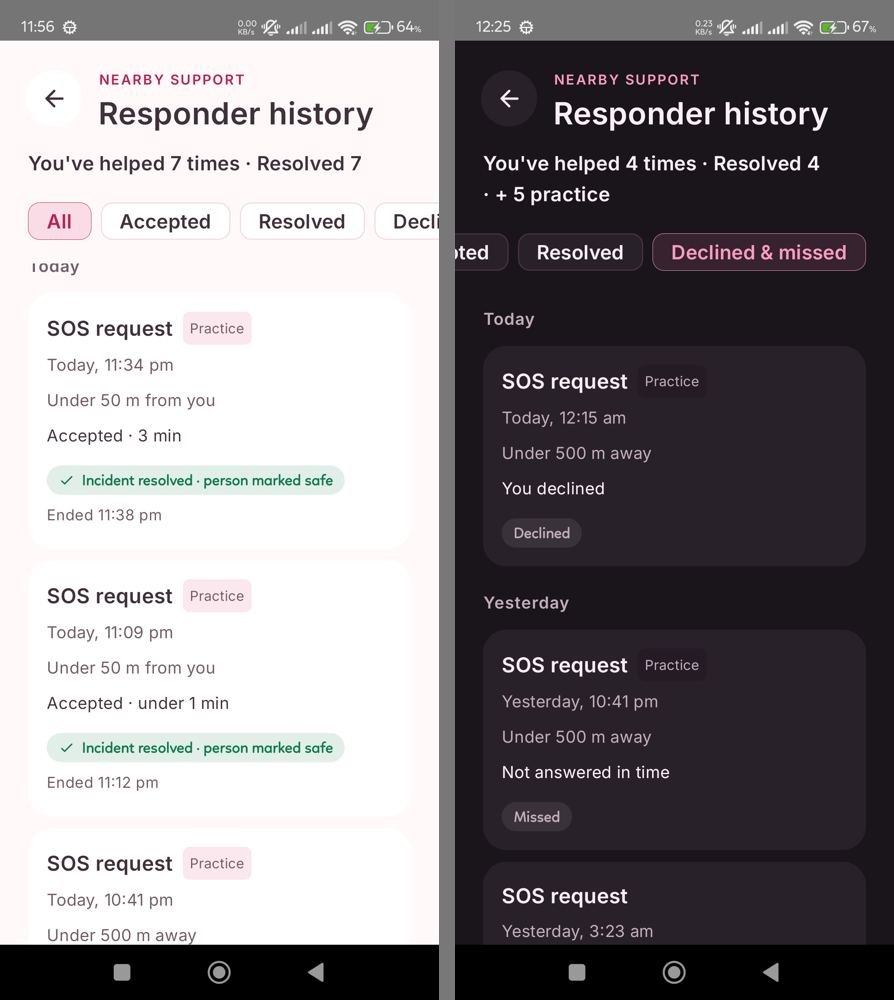 11:56
0.00 KB/s
64%
NEARBY SUPPORT
Responder history
You've helped 7 times · Resolved 7
All
Accepted
Resolved
Decli
Today
SOS request Practice
Today, 11:34 pm
Under 50 m from you
Accepted · 3 min
✓ Incident resolved · person marked safe
Ended 11:38 pm
SOS request Practice
Today, 11:09 pm
Under 50 m from you
Accepted · under 1 min
✓ Incident resolved · person marked safe
Ended 11:12 pm
SOS request Practice
Today, 10:41 pm
Under 500 m away
12:25
0.23 KB/s
67%
NEARBY SUPPORT
Responder history
You've helped 4 times · Resolved 4
· + 5 practice
pted
Resolved
Declined & missed
Today
SOS request Practice
Today, 12:15 am
Under 500 m away
You declined
Declined
Yesterday
SOS request Practice
Yesterday, 10:41 pm
Under 500 m away
Not answered in time
Missed
SOS request
Yesterday, 3:23 am